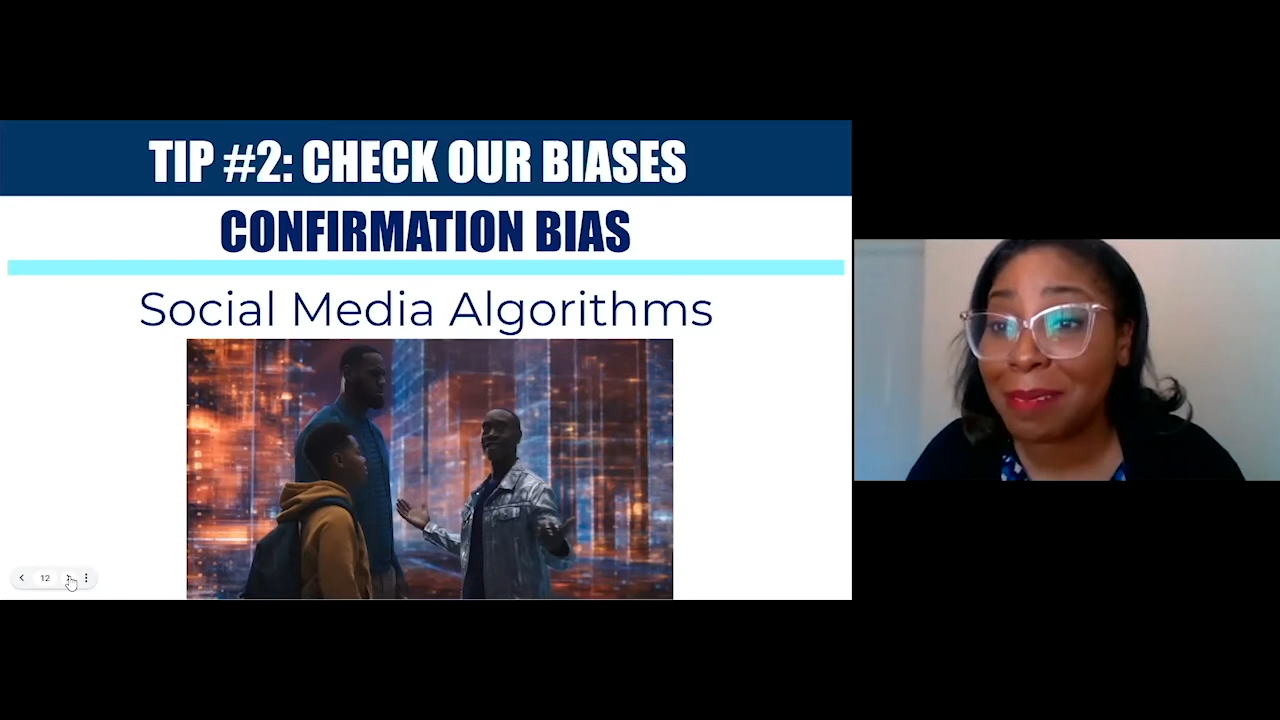 TIP #2: CHECK OUR BIASES
CONFIRMATION BIAS
Social Media Algorithms
12